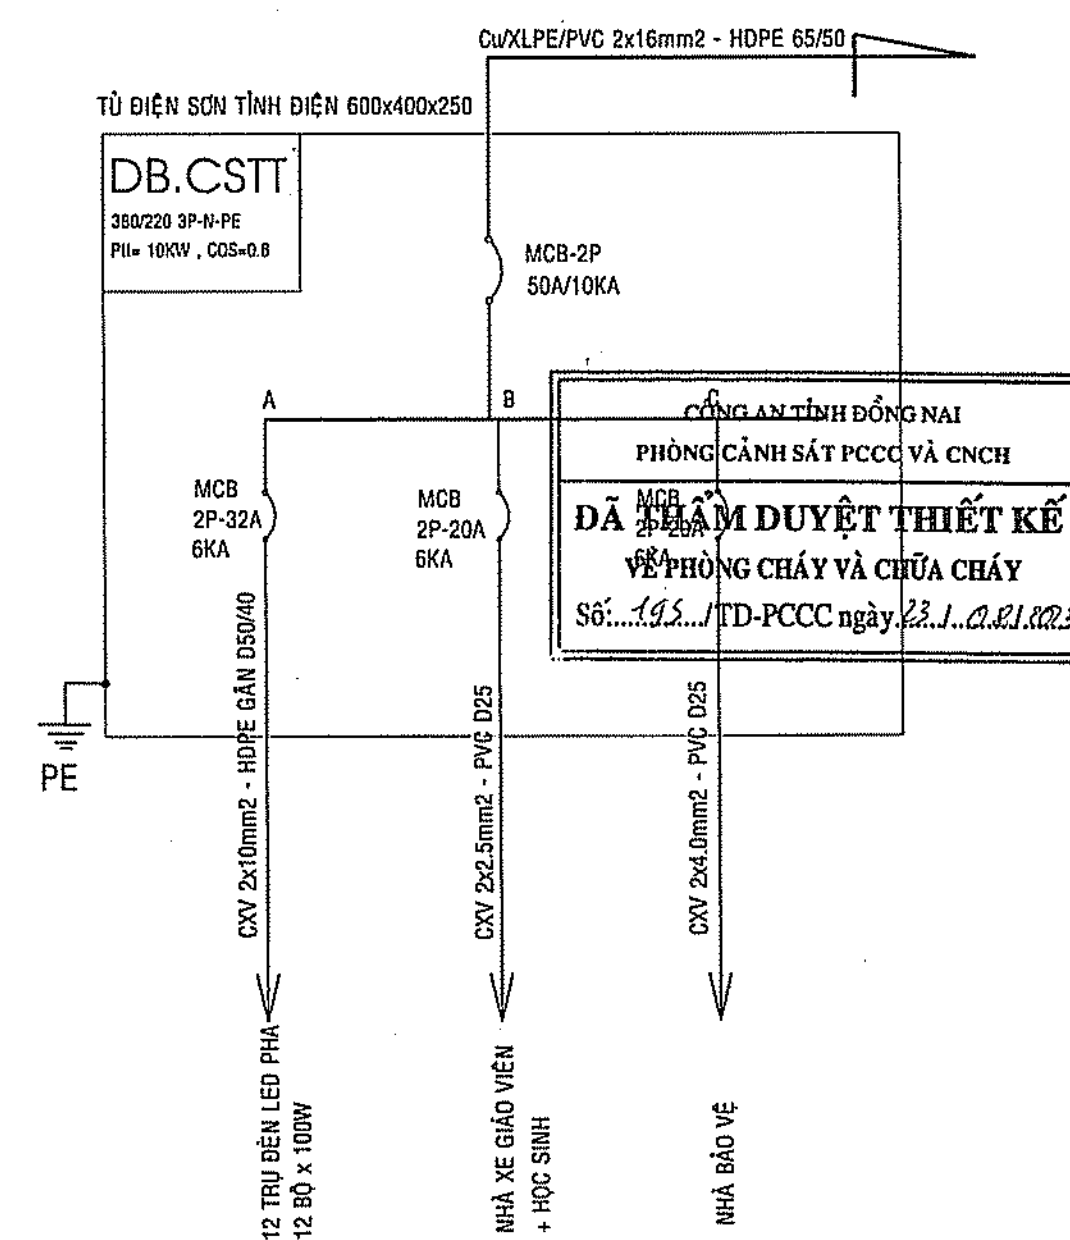 Cu/XLPE/PVC 2x16mm2 - HDPE 65/50
TỦ ĐIỆN SƠN TĨNH ĐIỆN 600x400x250
DB.CSTT
380/220 3P-N-PE
Ptt= 10KW , COS=0.8
MCB-2P
50A/10KA
A
B
C
CÔNG AN TỈNH ĐỒNG NAI
PHÒNG CẢNH SÁT PCCC VÀ CNCH
ĐÃ THẨM DUYỆT THIẾT KẾ
VỀ PHÒNG CHÁY VÀ CHỮA CHÁY
Số:...195.../TD-PCCC ngày.23./
MCB
2P-32A
6KA
MCB
2P-20A
6KA
MCB
2P-20A
6KA
PE
CXV 2x10mm2 - HDPE GÂN D50/40
CXV 2x2.5mm2 - PVC D25
CXV 2x4.0mm2 - PVC D25
12 TRỤ ĐÈN LED PHA
12 BỘ x 100W
NHÀ XE GIÁO VIÊN
+ HỌC SINH
NHÀ BẢO VỆ